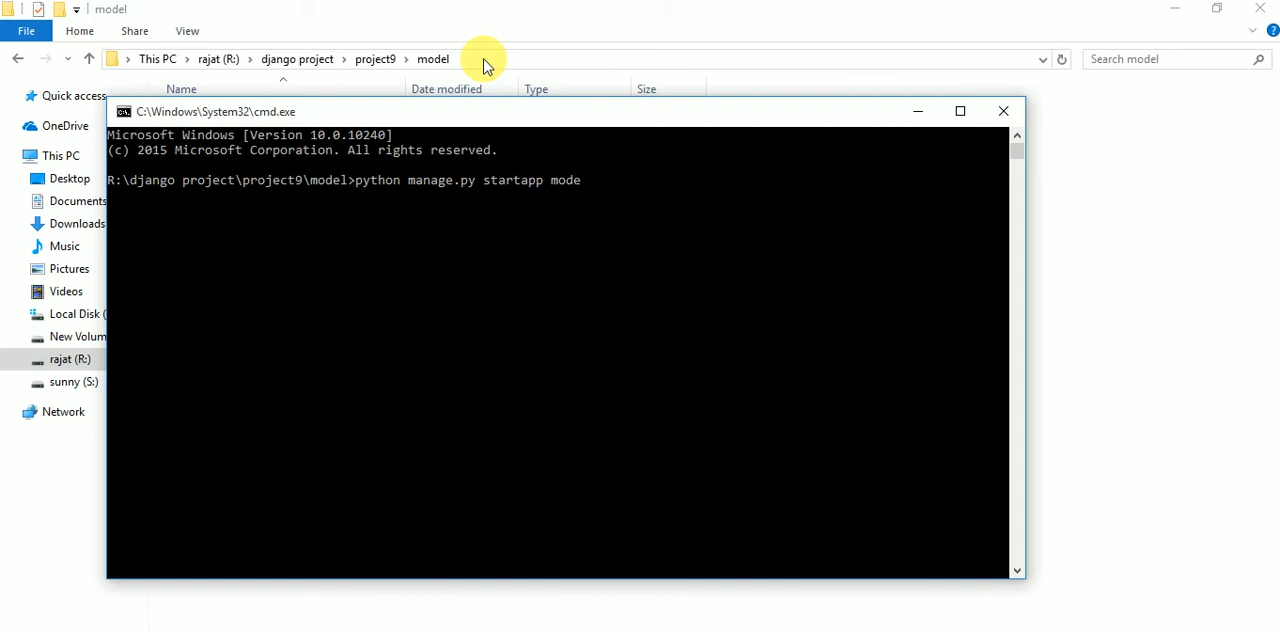 model
File Home Share View
This PC rajat (R:) django project project9 model
Search model
Name Date modified Type Size
Quick access
OneDrive
This PC
Desktop
Documents
Downloads
Music
Pictures
Videos
Local Disk (
New Volum
rajat (R:)
sunny (S:)
Network
C:\Windows\System32\cmd.exe
Microsoft Windows [Version 10.0.10240]
(c) 2015 Microsoft Corporation. All rights reserved.
R:\django project\project9\model>python manage.py startapp mode